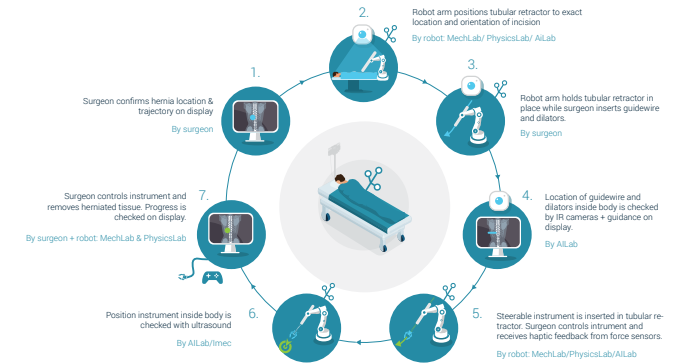 1.
Surgeon confirms hernia location &
trajectory on display
By surgeon
2.
Robot arm positions tubular retractor to exact
location and orientation of incision
By robot: MechLab/ PhysicsLab/ AiLab
3.
Robot arm holds tubular retractor in
place while surgeon inserts guidewire
and dilators.
By surgeon
4.
Location of guidewire and
dilators inside body is checked
by IR cameras + guidance on
display.
By AILab
5.
Steerable instrument is inserted in tubular re-
tractor. Surgeon controls intrument and
receives haptic feedback from force sensors.
By robot: MechLab/PhysicsLab/AILab
6.
Position instrument inside body is
checked with ultrasound
By AILab/Imec
7.
Surgeon controls instrument and
removes herniated tissue. Progress is
checked on display.
By surgeon + robot: MechLab & PhysicsLab